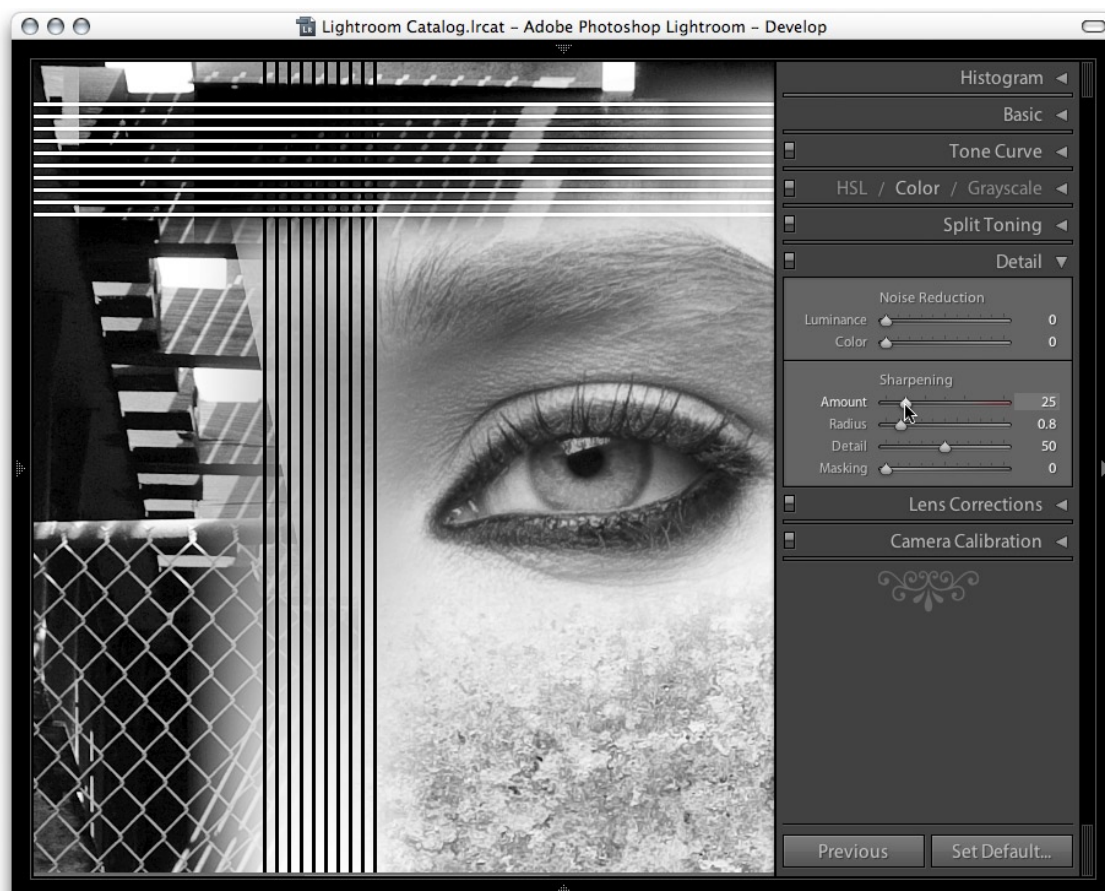 Lightroom Catalog.lrcat – Adobe Photoshop Lightroom – Develop
Histogram
Basic
Tone Curve
HSL / Color / Grayscale
Split Toning
Detail
Noise Reduction
Luminance 0
Color 0
Sharpening
Amount 25
Radius 0.8
Detail 50
Masking 0
Lens Corrections
Camera Calibration
Previous Set Default...